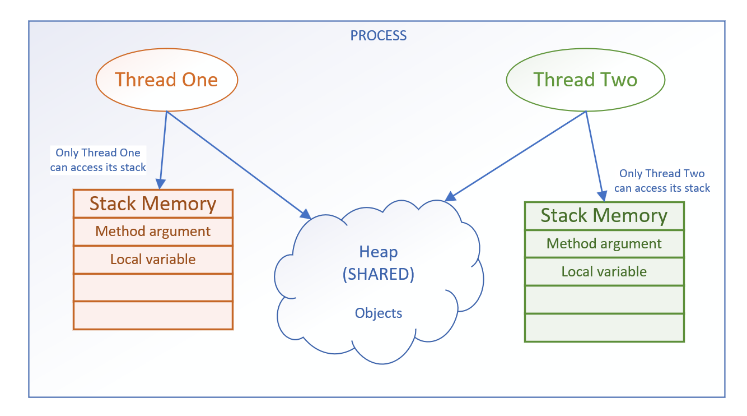 PROCESS
Thread One
Thread Two
Only Thread One
can access its stack
Only Thread Two
can access its stack
Stack Memory
Method argument
Local variable
Heap
(SHARED)
Objects
Stack Memory
Method argument
Local variable